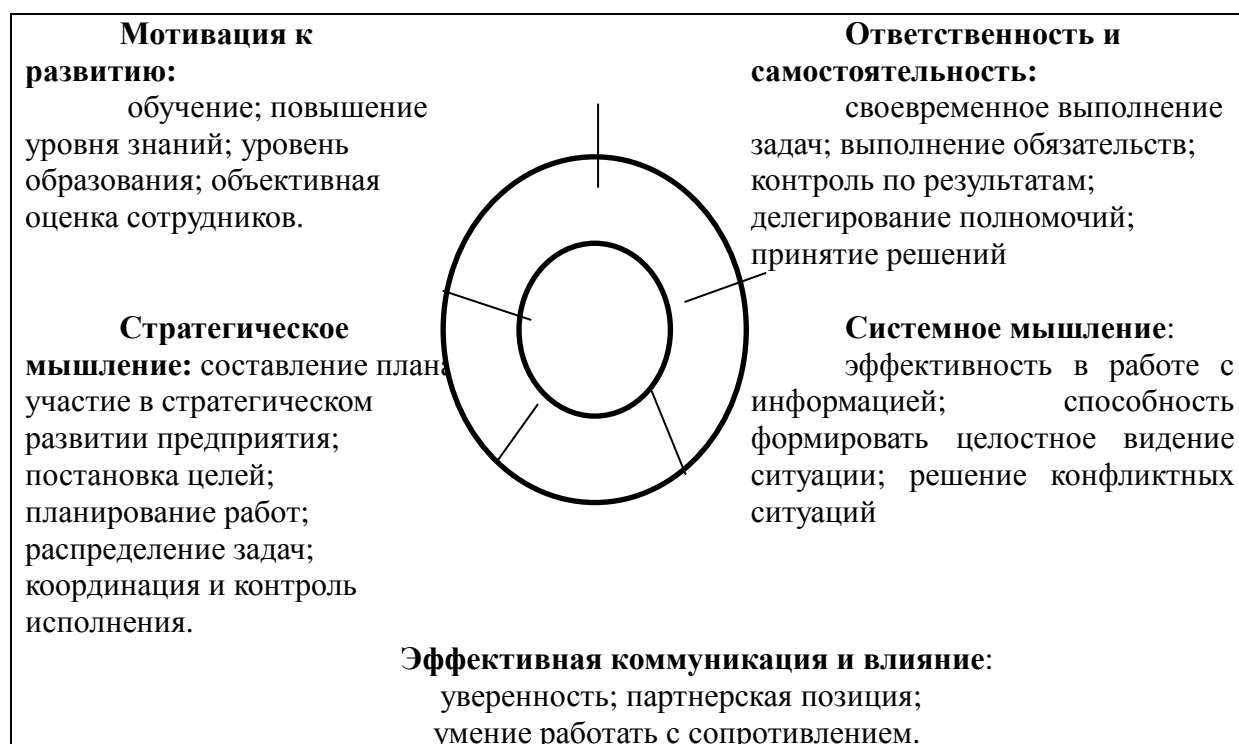 Мотивация к
развитию:
обучение; повышение
уровня знаний; уровень
образования; объективная
оценка сотрудников.
Ответственность и
самостоятельность:
своевременное выполнение
задач; выполнение обязательств;
контроль по результатам;
делегирование полномочий;
принятие решений
Стратегическое
мышление: составление плана
участие в стратегическом
развитии предприятия;
постановка целей;
планирование работ;
распределение задач;
координация и контроль
исполнения.
Системное мышление:
эффективность в работе с
информацией; способность
формировать целостное видение
ситуации; решение конфликтных
ситуаций
Эффективная коммуникация и влияние:
уверенность; партнерская позиция;
умение работать с сопротивлением.